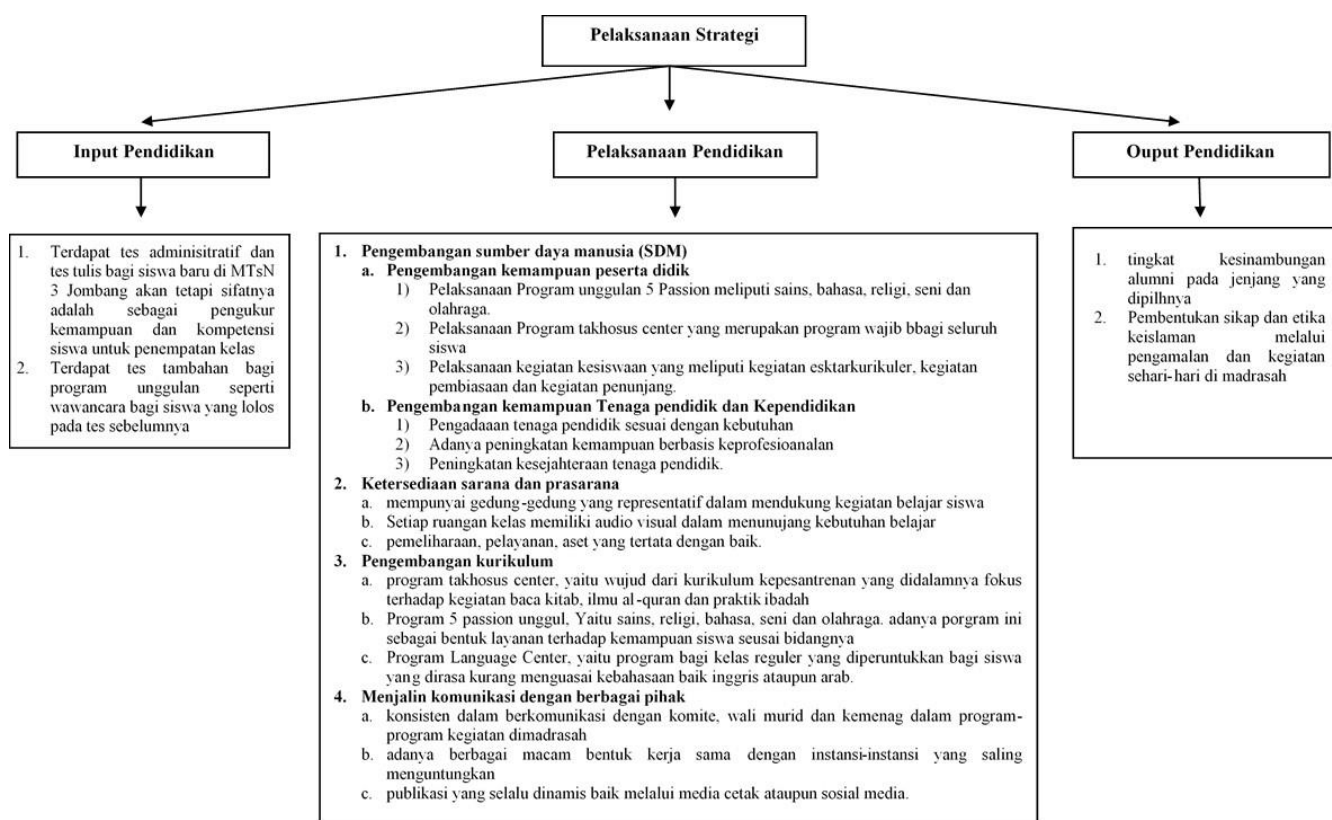 Pelaksanaan Strategi
Input Pendidikan
Pelaksanaan Pendidikan
Ouput Pendidikan
1. Terdapat tes adminisitratif dan
tes tulis bagi siswa baru di MTsN
3 Jombang akan tetapi sifatnya
adalah sebagai pengukur
kemampuan dan kompetensi
siswa untuk penempatan kelas
2. Terdapat tes tambahan bagi
program unggulan seperti
wawancara bagi siswa yang lolos
pada tes sebelumnya
1. Pengembangan sumber daya manusia (SDM)
a. Pengembangan kemampuan peserta didik
1) Pelaksanaan Program unggulan 5 Passion meliputi sains, bahasa, religi, seni dan
olahraga.
2) Pelaksanaan Program takhosus center yang merupakan program wajib bbagi seluruh
siswa
3) Pelaksanaan kegiatan kesiswaan yang meliputi kegiatan esktarkurikuler, kegiatan
pembiasaan dan kegiatan penunjang.
b. Pengembangan kemampuan Tenaga pendidik dan Kependidikan
1) Pengadaaan tenaga pendidik sesuai dengan kebutuhan
2) Adanya peningkatan kemampuan berbasis keprofesioanalan
3) Peningkatan kesejahteraan tenaga pendidik.
2. Ketersediaan sarana dan prasarana
a. mempunyai gedung-gedung yang representatif dalam mendukung kegiatan belajar siswa
b. Setiap ruangan kelas memiliki audio visual dalam menunujang kebutuhan belajar
c. pemeliharaan, pelayanan, aset yang tertata dengan baik.
3. Pengembangan kurikulum
a. program takhosus center, yaitu wujud dari kurikulum kepesantrenan yang didalamnya fokus
terhadap kegiatan baca kitab, ilmu al-quran dan praktik ibadah
b. Program 5 passion unggul, Yaitu sains, religi, bahasa, seni dan olahraga. adanya porgram ini
sebagai bentuk layanan terhadap kemampuan siswa seusai bidangnya
c. Program Language Center, yaitu program bagi kelas reguler yang diperuntukkan bagi siswa
yang dirasa kurang menguasai kebahasaan baik inggris ataupun arab.
4. Menjalin komunikasi dengan berbagai pihak
a. konsisten dalam berkomunikasi dengan komite, wali murid dan kemenag dalam program-
program kegiatan dimadrasah
b. adanya berbagai macam bentuk kerja sama dengan instansi-instansi yang saling
menguntungkan
c. publikasi yang selalu dinamis baik melalui media cetak ataupun sosial media.
1. tingkat kesinambungan
alumni pada jenjang yang
dipilhnya
2. Pembentukan sikap dan etika
keislaman melalui
pengamalan dan kegiatan
sehari-hari di madrasah